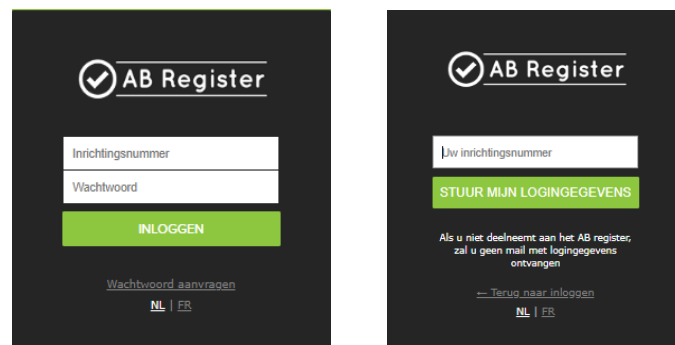 AB Register
Inrichtingsnummer
Wachtwoord
INLOGGEN
Wachtwoord aanvragen
NL | FR
AB Register
Uw inrichtingsnummer
STUUR MIJN LOGINGEGEVENS
Als u niet deelneemt aan het AB register,
zal u geen mail met logingegevens
ontvangen
← Terug naar inloggen
NL | FR